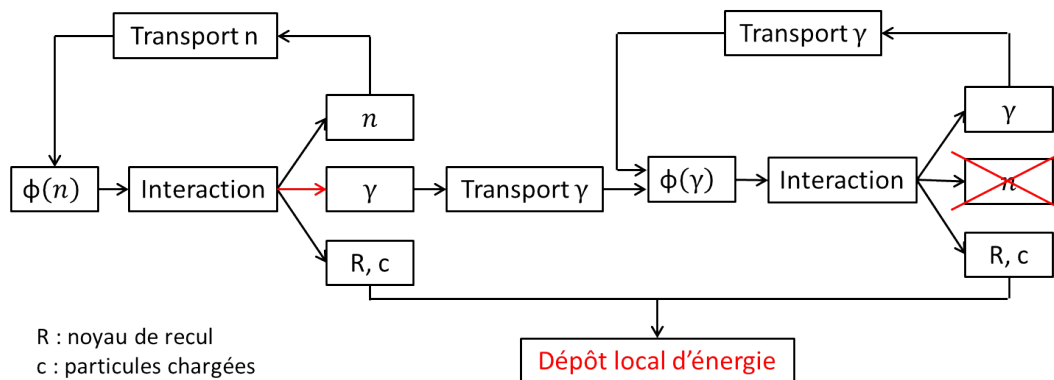 Transport n
Transport γ
n
γ
ϕ(n)
Interaction
γ
Transport γ
ϕ(γ)
Interaction
n
R, c
R, c
R : noyau de recul
c : particules chargées
Dépôt local d'énergie